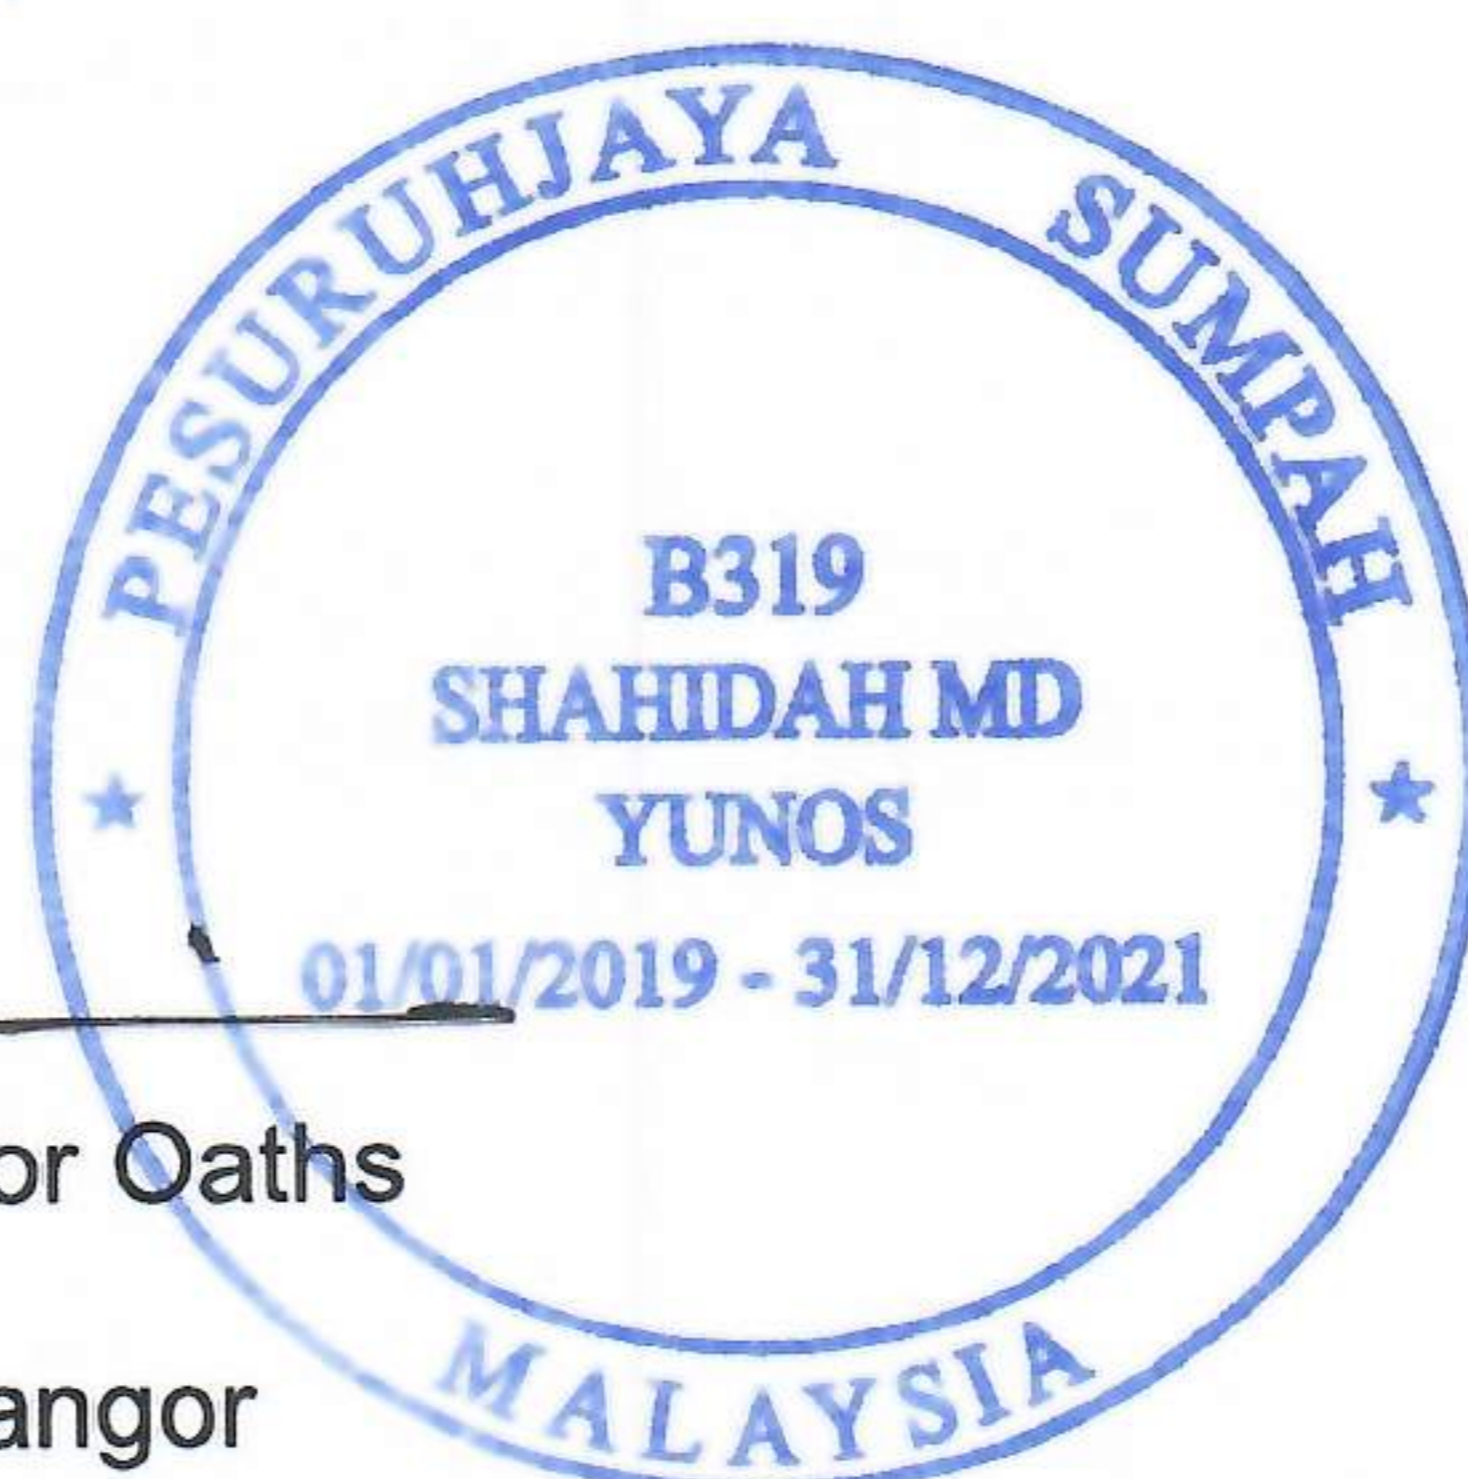 PESURUHJAYA SUMPAH
B319
SHAHIDAH MD
YUNOS
01/01/2019 - 31/12/2021
or Oaths
MALAYSIA
angor